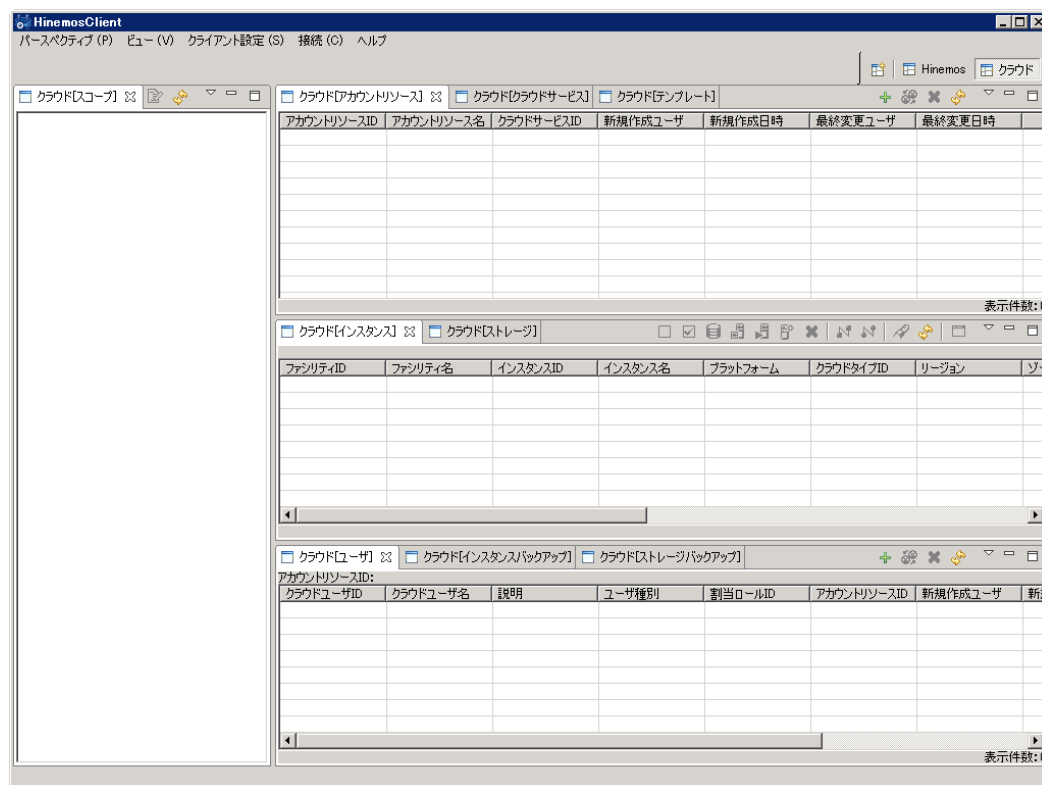 HinemosClient
パースペクティブ (P) ビュー (V) クライアント設定 (S) 接続 (C) ヘルプ
Hinemos クラウド
クラウド[スコープ]
クラウド[アカウントリソース] クラウド[クラウドサービス] クラウド[テンプレート]
アカウントリソースID アカウントリソース名 クラウドサービスID 新規作成ユーザ 新規作成日時 最終変更ユーザ 最終変更日時
表示件数:
クラウド[インスタンス] クラウド[ストレージ]
ファシリティID ファシリティ名 インスタンスID インスタンス名 プラットフォーム クラウドタイプID リージョン
クラウド[ユーザ] クラウド[インスタンスバックアップ] クラウド[ストレージバックアップ]
アカウントリソースID:
クラウドユーザID クラウドユーザ名 説明 ユーザ種別 割当ロールID アカウントリソースID 新規作成ユーザ
表示件数: